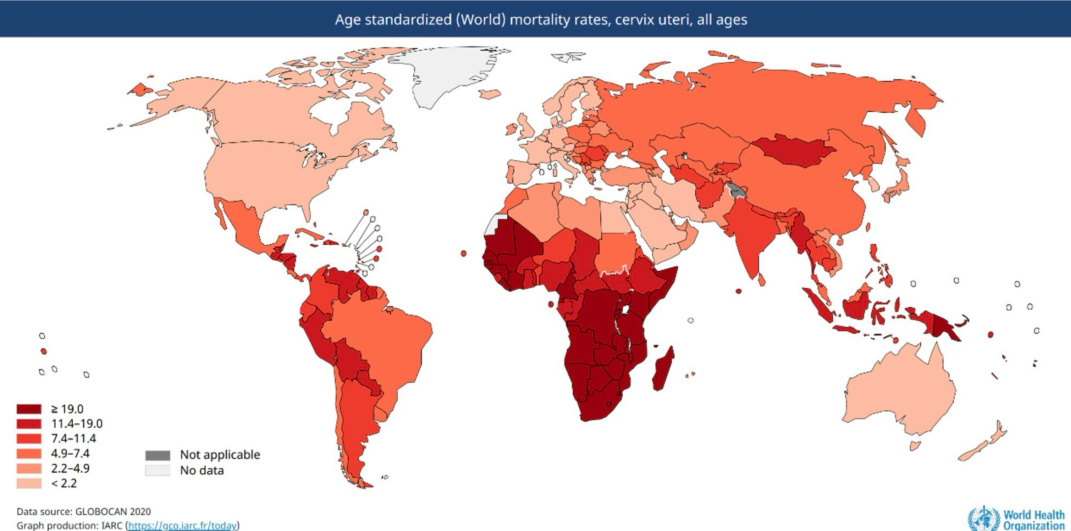 Age standardized (World) mortality rates, cervix uteri, all ages
≥ 19.0
11.4–19.0
7.4–11.4
4.9–7.4
2.2–4.9
< 2.2
Not applicable
No data
Data source: GLOBOCAN 2020
Graph production: IARC (https://gco.iarc.fr/today)
World Health
Organization